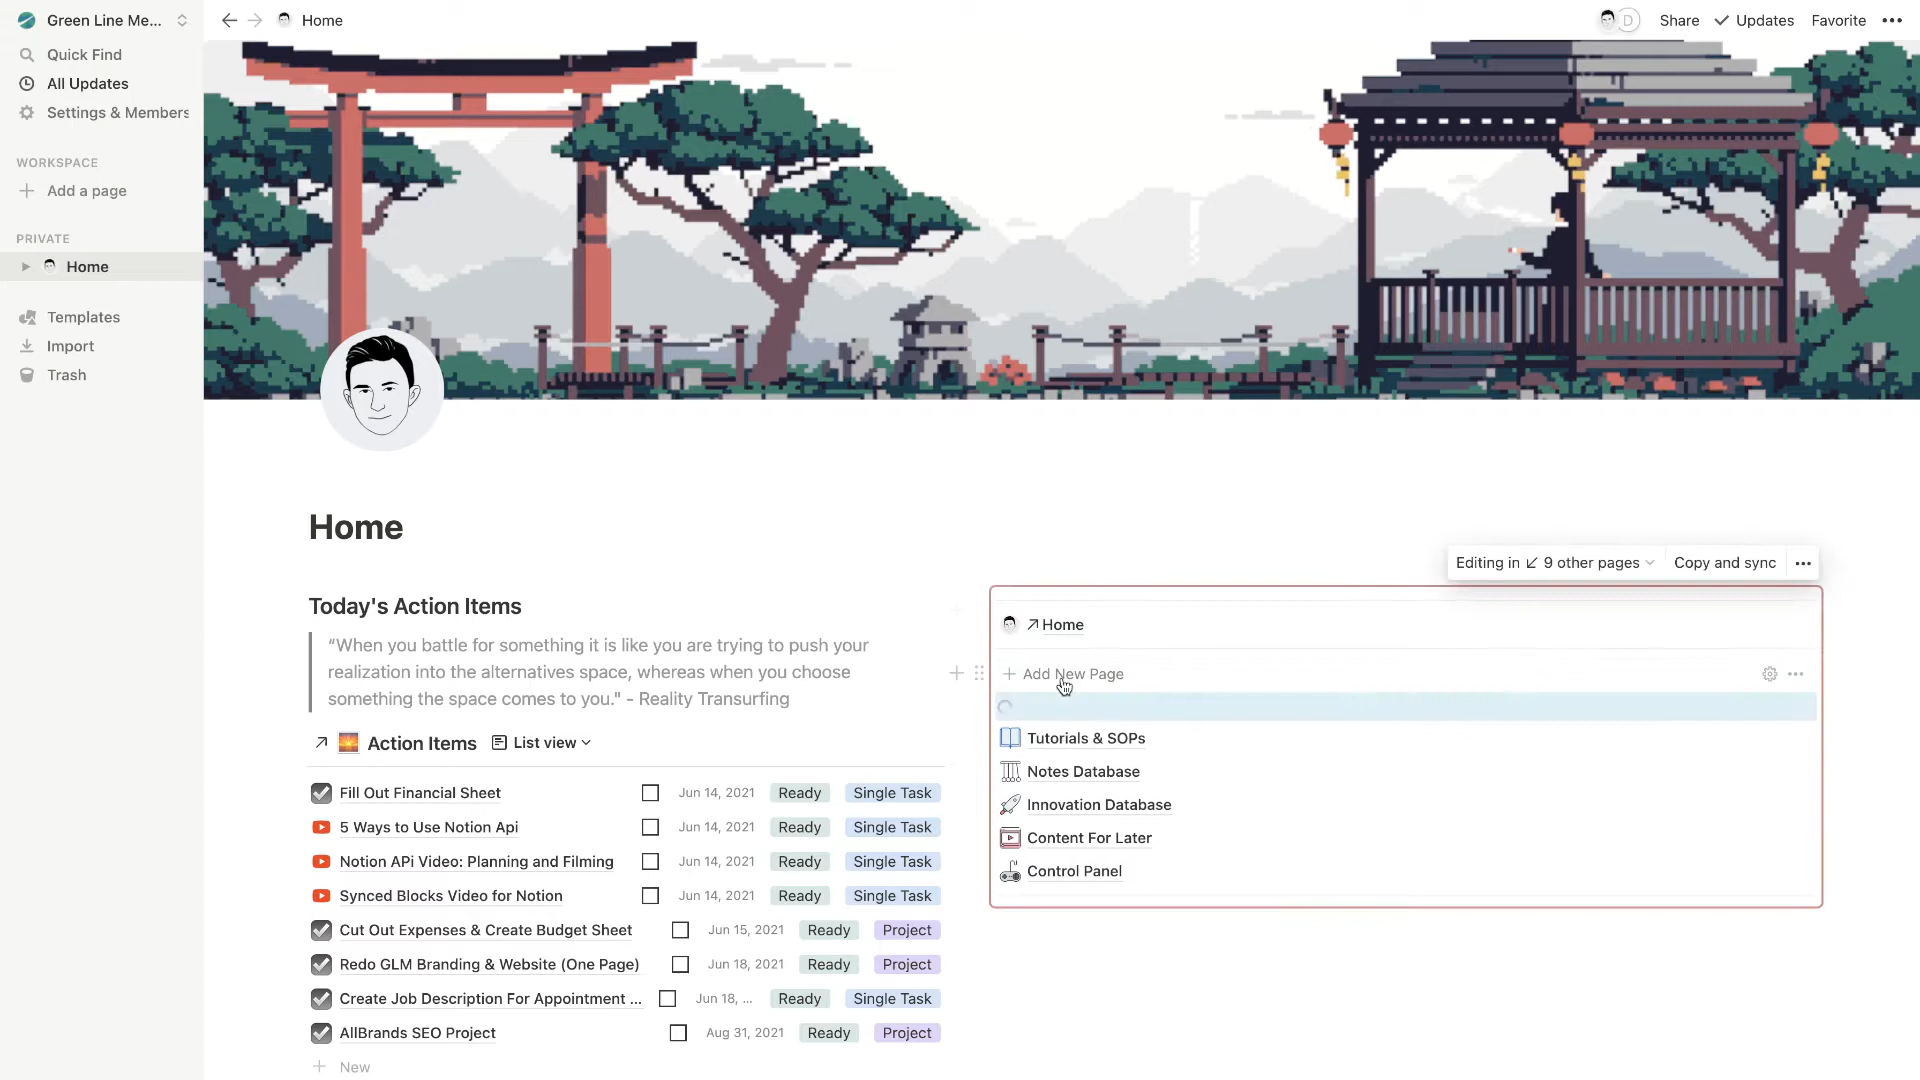 Green Line Me...
Home
D
Share
Updates
Favorite
Quick Find
All Updates
Settings & Members
WORKSPACE
Add a page
PRIVATE
Home
Templates
Import
Trash
Home
Editing in 9 other pages
Copy and sync
Today's Action Items
“When you battle for something it is like you are trying to push your
realization into the alternatives space, whereas when you choose
something the space comes to you." - Reality Transurfing
Action Items List view
Fill Out Financial Sheet Jun 14, 2021 Ready Single Task
5 Ways to Use Notion Api Jun 14, 2021 Ready Single Task
Notion APi Video: Planning and Filming Jun 14, 2021 Ready Single Task
Synced Blocks Video for Notion Jun 14, 2021 Ready Single Task
Cut Out Expenses & Create Budget Sheet Jun 15, 2021 Ready Project
Redo GLM Branding & Website (One Page) Jun 18, 2021 Ready Project
Create Job Description For Appointment ... Jun 18, ... Ready Single Task
AllBrands SEO Project Aug 31, 2021 Ready Project
New
Home
Add New Page
Tutorials & SOPs
Notes Database
Innovation Database
Content For Later
Control Panel